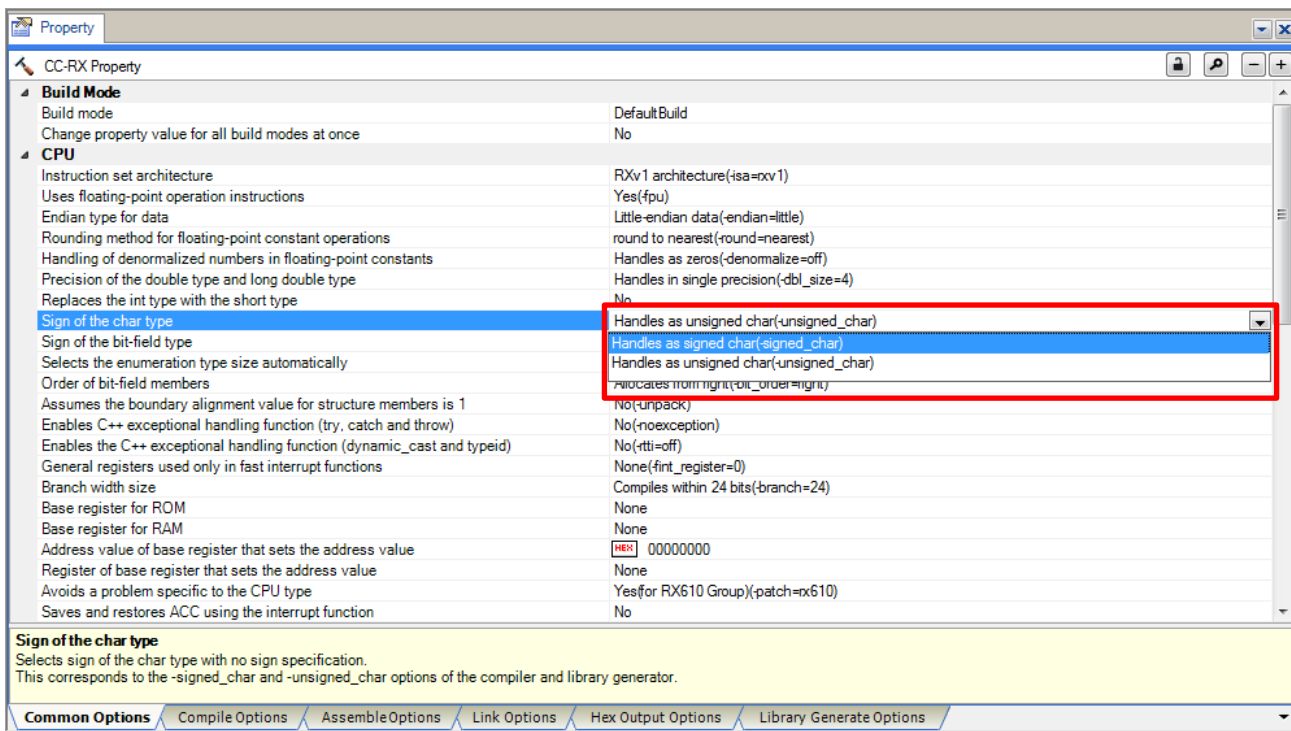 Property
CC-RX Property
Build Mode
Build mode DefaultBuild
Change property value for all build modes at once No
CPU
Instruction set architecture RXv1 architecture(-isa=rxv1)
Uses floating-point operation instructions Yes(-fpu)
Endian type for data Little-endian data(-endian=little)
Rounding method for floating-point constant operations round to nearest(-round=nearest)
Handling of denormalized numbers in floating-point constants Handles as zeros(-denormalize=off)
Precision of the double type and long double type Handles in single precision(-dbl_size=4)
Replaces the int type with the short type No
Sign of the char type Handles as unsigned char(-unsigned_char)
Sign of the bit-field type Handles as signed char(-signed_char)
Selects the enumeration type size automatically Handles as unsigned char(-unsigned_char)
Order of bit-field members Allocates from right(-bit_order=right)
Assumes the boundary alignment value for structure members is 1 No(-unpack)
Enables C++ exceptional handling function (try, catch and throw) No(-noexception)
Enables the C++ exceptional handling function (dynamic_cast and typeid) No(-rtti=off)
General registers used only in fast interrupt functions None(-fint_register=0)
Branch width size Compiles within 24 bits(-branch=24)
Base register for ROM None
Base register for RAM None
Address value of base register that sets the address value HEX 00000000
Register of base register that sets the address value None
Avoids a problem specific to the CPU type Yes(for RX610 Group)(-patch=rx610)
Saves and restores ACC using the interrupt function No
Sign of the char type
Selects sign of the char type with no sign specification.
This corresponds to the -signed_char and -unsigned_char options of the compiler and library generator.
Common Options Compile Options Assemble Options Link Options Hex Output Options Library Generate Options